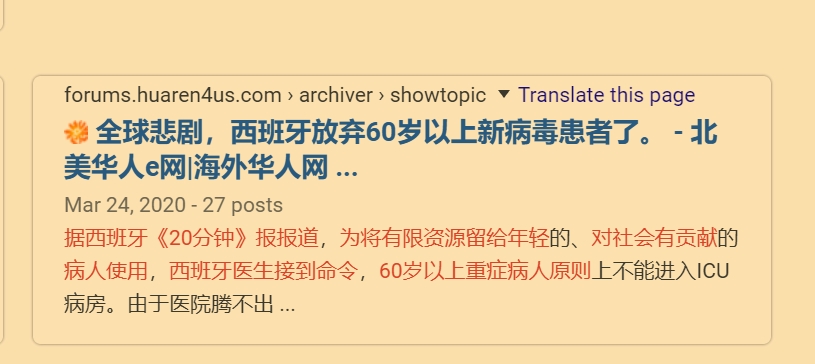 forums.huaren4us.com › archiver › showtopic ▼ Translate this page
全球悲剧，西班牙放弃60岁以上新病毒患者了。 - 北
美华人e网|海外华人网 ...
Mar 24, 2020 - 27 posts
据西班牙《20分钟》报报道，为将有限资源留给年轻的、对社会有贡献的
病人使用，西班牙医生接到命令，60岁以上重症病人原则上不能进入ICU
病房。由于医院腾不出 ...